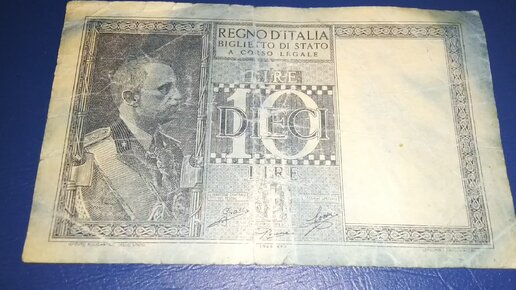 REGNO D'ITALIA
BIGLIETTO DI STATO
A CORSO LEGALE
LIRE
10
DIECI
LIRE